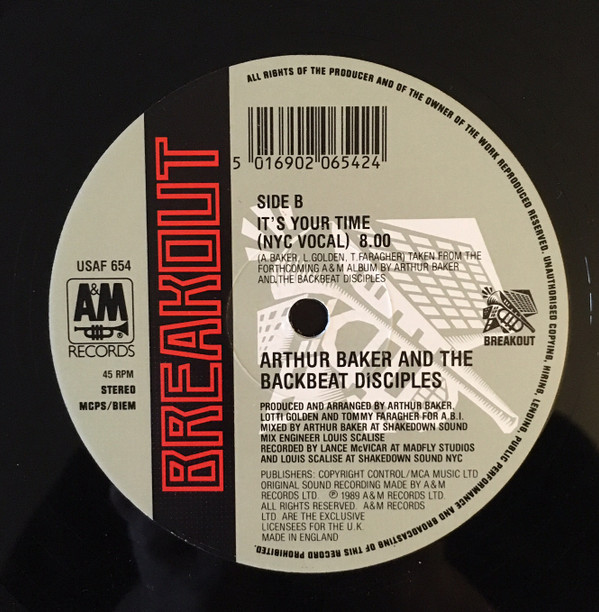 ALL RIGHTS OF THE PRODUCER AND OF THE OWNER OF THE WORK REPRODUCED RESERVED. UNAUTHORISED COPYING, HIRING, LENDING, PUBLIC PERFORMANCE AND BROADCASTING OF THIS RECORD PROHIBITED.
5 016902 065424
BREAKOUT
SIDE B
IT'S YOUR TIME
(NYC VOCAL) 8.00
(A.BAKER, L.GOLDEN, T.FARAGHER) TAKEN FROM THE
FORTHCOMING A&M ALBUM BY ARTHUR BAKER
AND THE BACKBEAT DISCIPLES
USAF 654
A&M
®
RECORDS
45 RPM
STEREO
MCPS/BIEM
BREAKOUT
ARTHUR BAKER AND THE
BACKBEAT DISCIPLES
PRODUCED AND ARRANGED BY ARTHUR BAKER,
LOTTI GOLDEN AND TOMMY FARAGHER FOR A.B.I.
MIXED BY ARTHUR BAKER AT SHAKEDOWN SOUND
MIX ENGINEER LOUIS SCALISE
RECORDED BY LANCE McVICAR AT MADFLY STUDIOS
AND LOUIS SCALISE AT SHAKEDOWN SOUND NYC
PUBLISHERS: COPYRIGHT CONTROL/MCA MUSIC LTD
ORIGINAL SOUND RECORDING MADE BY A&M
RECORDS LTD. ℗ 1989 A&M RECORDS LTD.
ALL RIGHTS RESERVED. A&M RECORDS
LTD ARE THE EXCLUSIVE
LICENSEES FOR THE U.K.
MADE IN ENGLAND